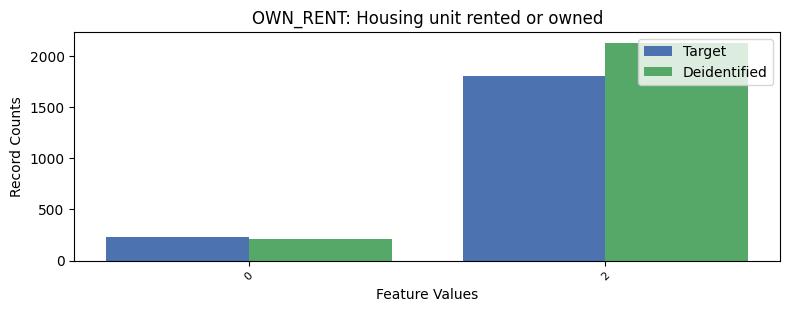 OWN_RENT: Housing unit rented or owned
Target
Deidentified
Record Counts
2000
1500
1000
500
0
0
2
Feature Values